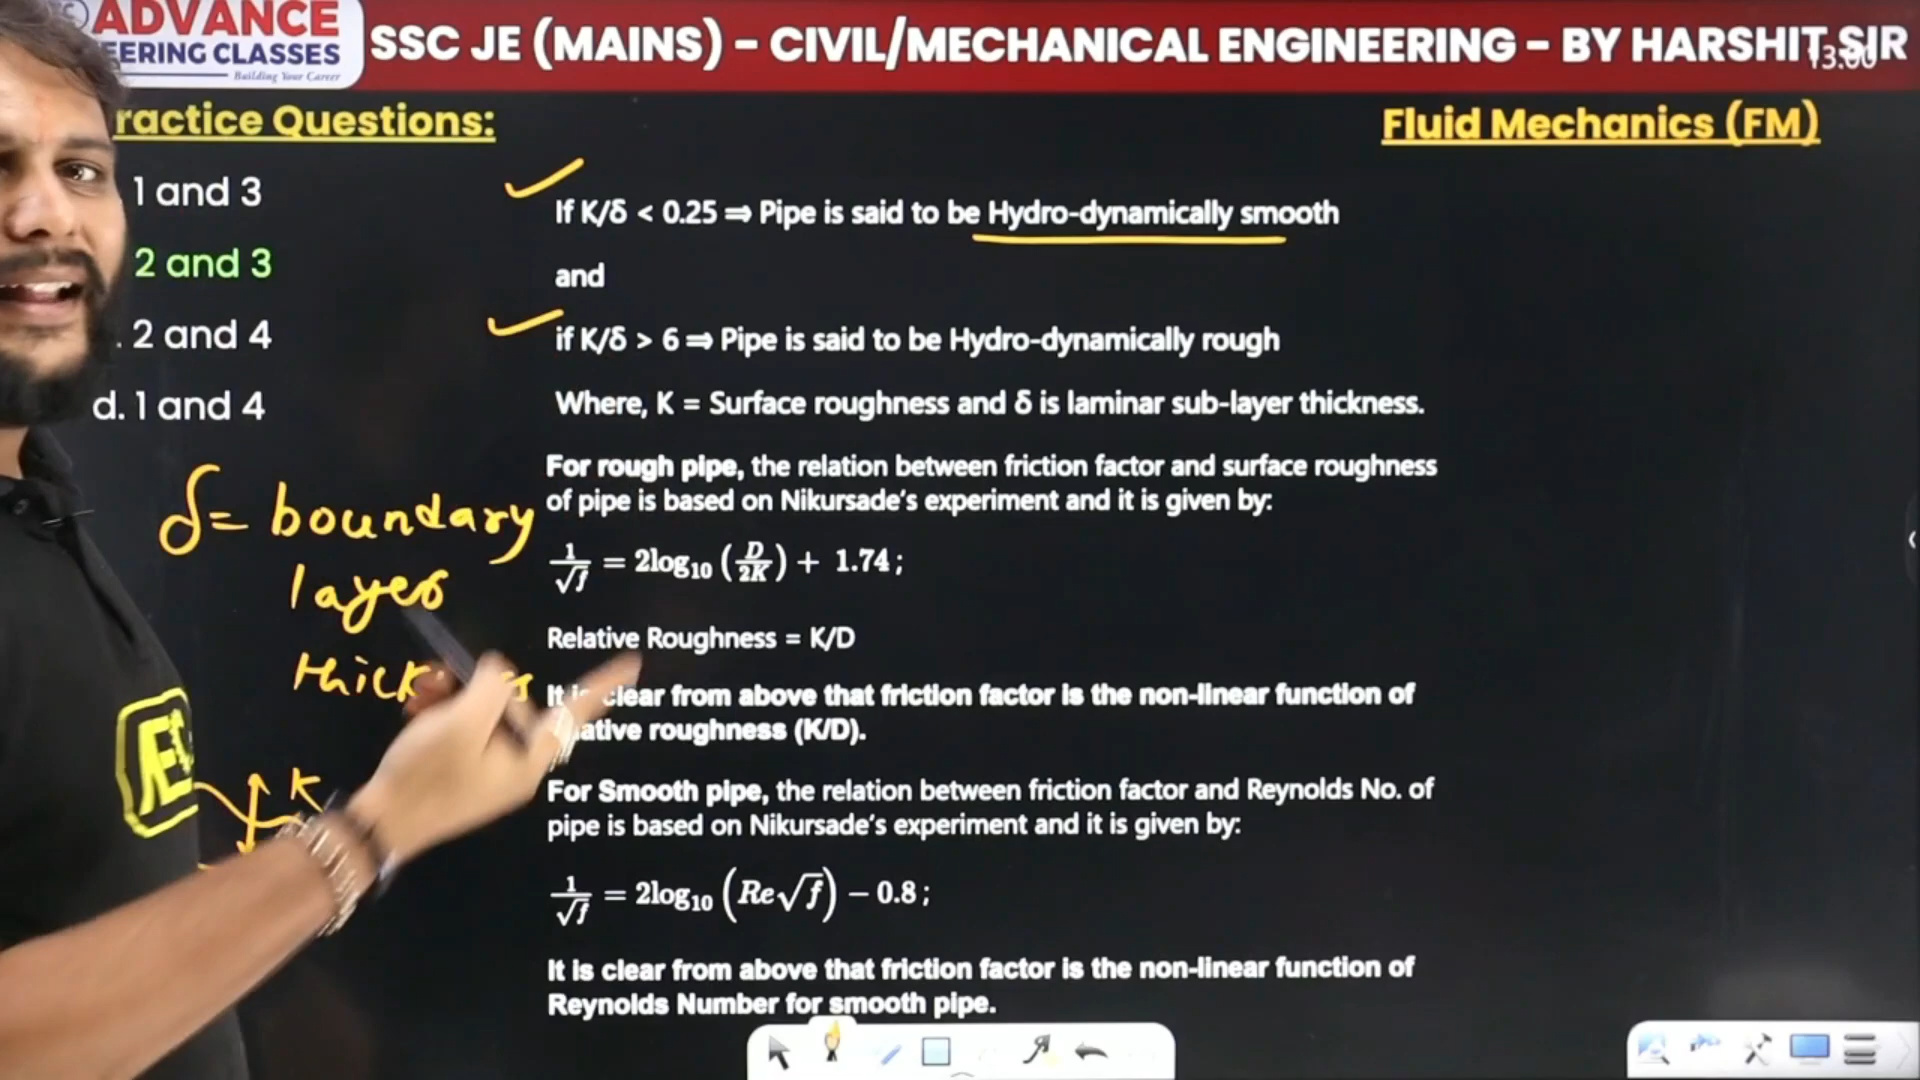 ADVANCE
EERING CLASSES
Building Your Career
SSC JE (MAINS) – CIVIL/MECHANICAL ENGINEERING – BY HARSHIT SIR
ractice Questions:
Fluid Mechanics (FM)
1 and 3
2 and 3
. 2 and 4
d. 1 and 4
If K/δ < 0.25 ⇒ Pipe is said to be Hydro-dynamically smooth
and
if K/δ > 6 ⇒ Pipe is said to be Hydro-dynamically rough
Where, K = Surface roughness and δ is laminar sub-layer thickness.
For rough pipe, the relation between friction factor and surface roughness
of pipe is based on Nikursade's experiment and it is given by:
1/√f = 2log₁₀ (D/2K) + 1.74 ;
Relative Roughness = K/D
It is clear from above that friction factor is the non-linear function of
ative roughness (K/D).
For Smooth pipe, the relation between friction factor and Reynolds No. of
pipe is based on Nikursade's experiment and it is given by:
1/√f = 2log₁₀ (Re√f) – 0.8 ;
It is clear from above that friction factor is the non-linear function of
Reynolds Number for smooth pipe.
δ = boundary
layer
K